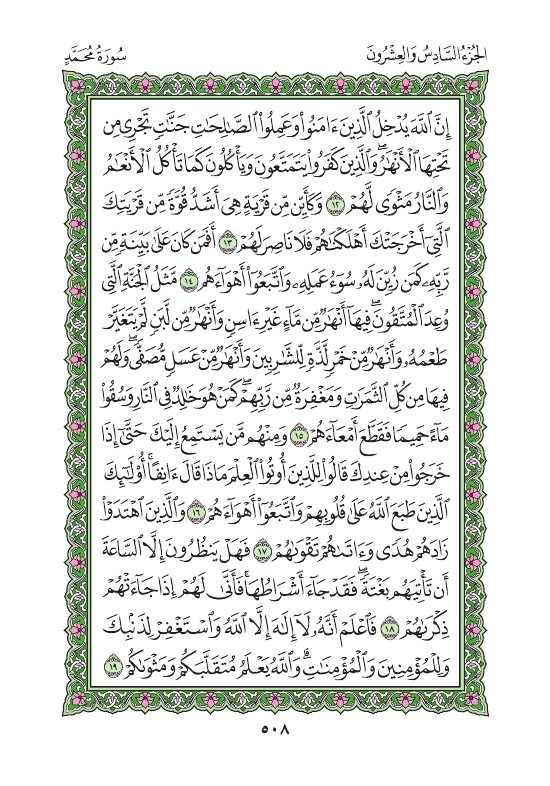 الجزء السادس والعشرون
سورة محمد
إِنَّ ٱللَّهَ يُدْخِلُ ٱلَّذِينَ ءَامَنُوا۟ وَعَمِلُوا۟ ٱلصَّٰلِحَٰتِ جَنَّٰتٍ تَجْرِى مِن
تَحْتِهَا ٱلْأَنْهَٰرُ ۖ وَٱلَّذِينَ كَفَرُوا۟ يَتَمَتَّعُونَ وَيَأْكُلُونَ كَمَا تَأْكُلُ ٱلْأَنْعَٰمُ
وَٱلنَّارُ مَثْوًى لَّهُمْ ١٢ وَكَأَيِّن مِّن قَرْيَةٍ هِىَ أَشَدُّ قُوَّةً مِّن قَرْيَتِكَ
ٱلَّتِىٓ أَخْرَجَتْكَ أَهْلَكْنَٰهُمْ فَلَا نَاصِرَ لَهُمْ ١٣ أَفَمَن كَانَ عَلَىٰ بَيِّنَةٍ مِّن
رَّبِّهِۦ كَمَن زُيِّنَ لَهُۥ سُوٓءُ عَمَلِهِۦ وَٱتَّبَعُوٓا۟ أَهْوَآءَهُم ١٤ مَّثَلُ ٱلْجَنَّةِ ٱلَّتِى
وُعِدَ ٱلْمُتَّقُونَ ۖ فِيهَآ أَنْهَٰرٌ مِّن مَّآءٍ غَيْرِ ءَاسِنٍ وَأَنْهَٰرٌ مِّن لَّبَنٍ لَّمْ يَتَغَيَّرْ
طَعْمُهُۥ وَأَنْهَٰرٌ مِّنْ خَمْرٍ لَّذَّةٍ لِّلشَّٰرِبِينَ وَأَنْهَٰرٌ مِّنْ عَسَلٍ مُّصَفًّى ۖ وَلَهُمْ
فِيهَا مِن كُلِّ ٱلثَّمَرَٰتِ وَمَغْفِرَةٌ مِّن رَّبِّهِمْ ۖ كَمَنْ هُوَ خَٰلِدٌ فِى ٱلنَّارِ وَسُقُوا۟
مَآءً حَمِيمًا فَقَطَّعَ أَمْعَآءَهُمْ ١٥ وَمِنْهُم مَّن يَسْتَمِعُ إِلَيْكَ حَتَّىٰٓ إِذَا
خَرَجُوا۟ مِنْ عِندِكَ قَالُوا۟ لِلَّذِينَ أُوتُوا۟ ٱلْعِلْمَ مَاذَا قَالَ ءَانِفًا ۚ أُو۟لَٰٓئِكَ
ٱلَّذِينَ طَبَعَ ٱللَّهُ عَلَىٰ قُلُوبِهِمْ وَٱتَّبَعُوٓا۟ أَهْوَآءَهُمْ ١٦ وَٱلَّذِينَ ٱهْتَدَوْا۟
زَادَهُمْ هُدًى وَءَاتَىٰهُمْ تَقْوَىٰهُمْ ١٧ فَهَلْ يَنظُرُونَ إِلَّا ٱلسَّاعَةَ
أَن تَأْتِيَهُم بَغْتَةً ۖ فَقَدْ جَآءَ أَشْرَاطُهَا ۚ فَأَنَّىٰ لَهُمْ إِذَا جَآءَتْهُمْ
ذِكْرَىٰهُمْ ١٨ فَٱعْلَمْ أَنَّهُۥ لَآ إِلَٰهَ إِلَّا ٱللَّهُ وَٱسْتَغْفِرْ لِذَنۢبِكَ
وَلِلْمُؤْمِنِينَ وَٱلْمُؤْمِنَٰتِ ۗ وَٱللَّهُ يَعْلَمُ مُتَقَلَّبَكُمْ وَمَثْوَىٰكُمْ ١٩
٥٠٨